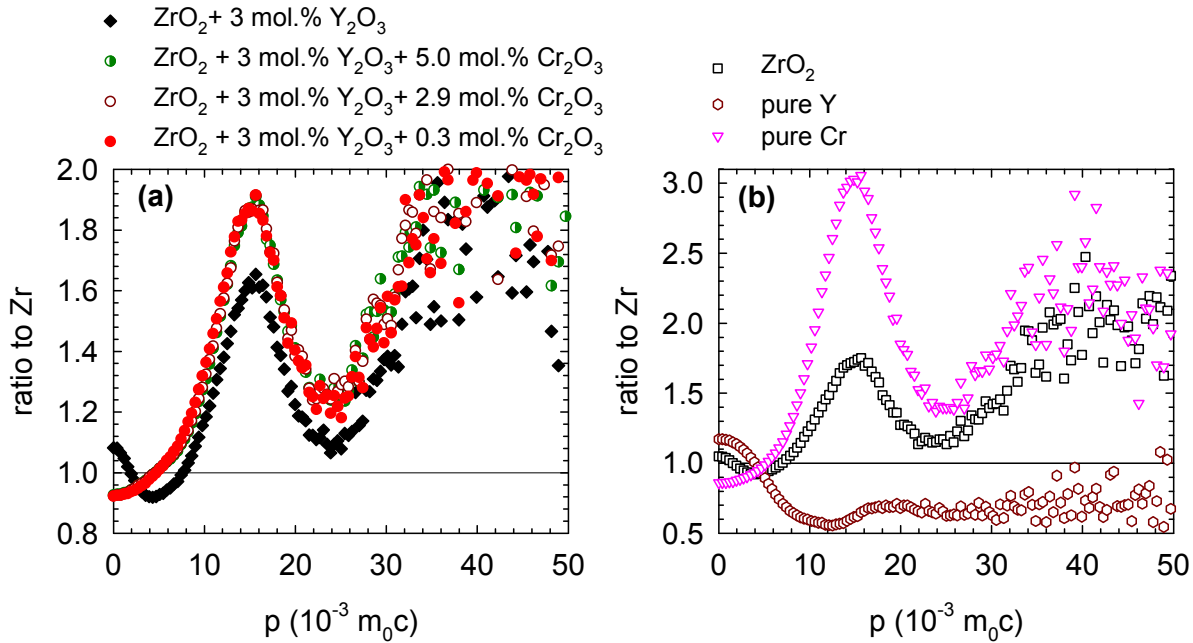 ZrO₂+ 3 mol.% Y₂O₃
ZrO₂ + 3 mol.% Y₂O₃+ 5.0 mol.% Cr₂O₃
ZrO₂ + 3 mol.% Y₂O₃+ 2.9 mol.% Cr₂O₃
ZrO₂ + 3 mol.% Y₂O₃+ 0.3 mol.% Cr₂O₃
(a)
2.0
1.8
1.6
1.4
1.2
1.0
0.8
ratio to Zr
0 10 20 30 40 50
p (10⁻³ m₀c)
ZrO₂
pure Y
pure Cr
(b)
3.0
2.5
2.0
1.5
1.0
0.5
ratio to Zr
0 10 20 30 40 50
p (10⁻³ m₀c)